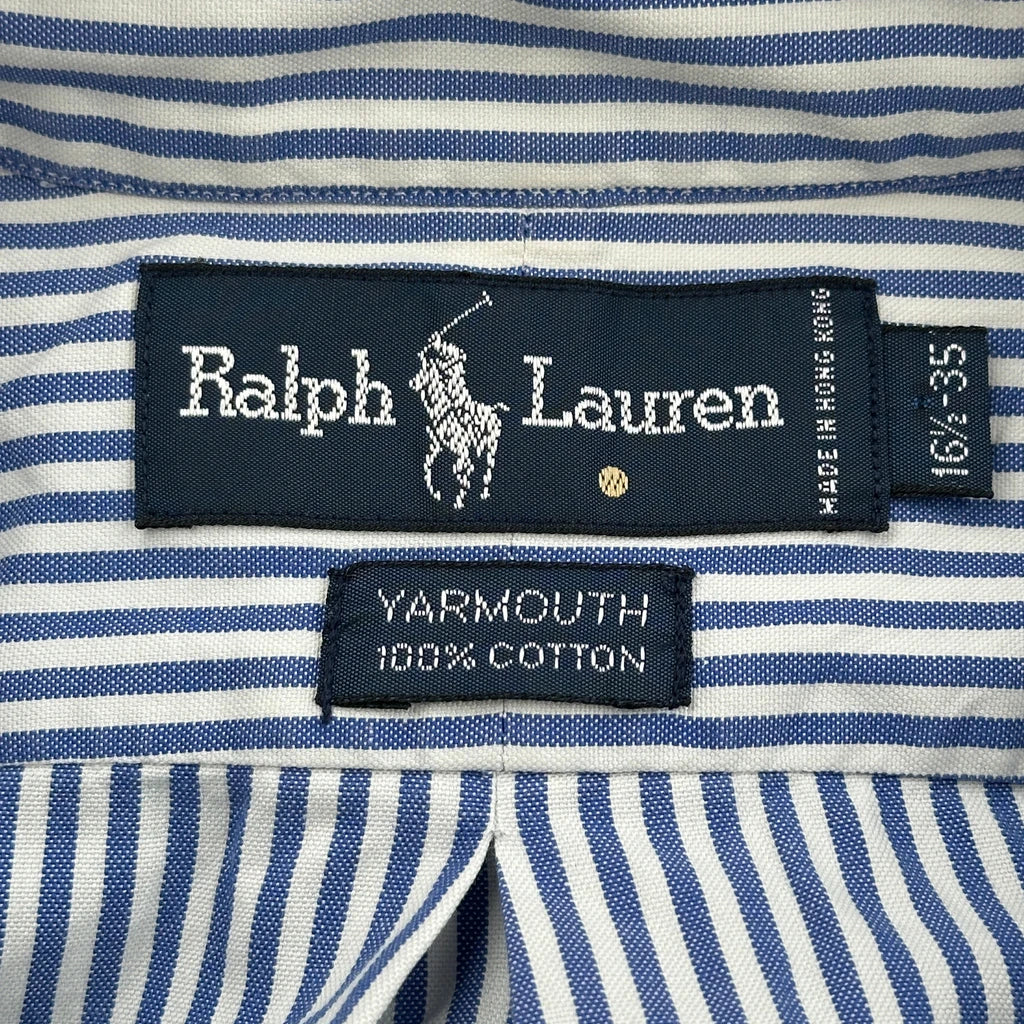 Ralph Lauren
MADE IN HONG KONG
16½-35
YARMOUTH
100% COTTON